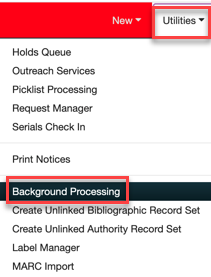 New Utilities
Holds Queue
Outreach Services
Picklist Processing
Request Manager
Serials Check In
Print Notices
Background Processing
Create Unlinked Bibliographic Record Set
Create Unlinked Authority Record Set
Label Manager
MARC Import